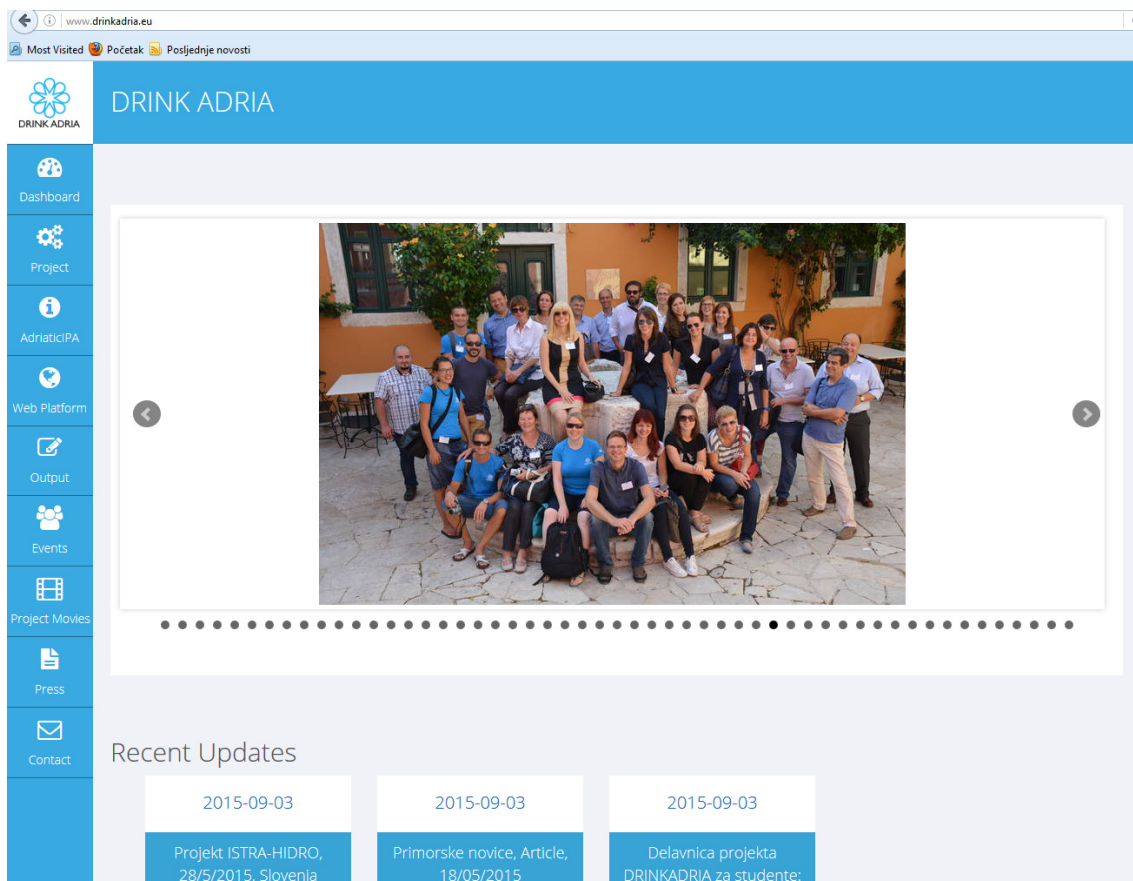 www.drinkadria.eu
Most Visited Početak Posljednje novosti
DRINK ADRIA
DRINK ADRIA
Dashboard
Project
AdriaticIPA
Web Platform
Output
Events
Project Movies
Press
Contact
Recent Updates
2015-09-03
Projekt ISTRA-HIDRO,
28/5/2015, Slovenia
2015-09-03
Primorske novice, Article,
18/05/2015
2015-09-03
Delavnica projekta
DRINKADRIA za studente: